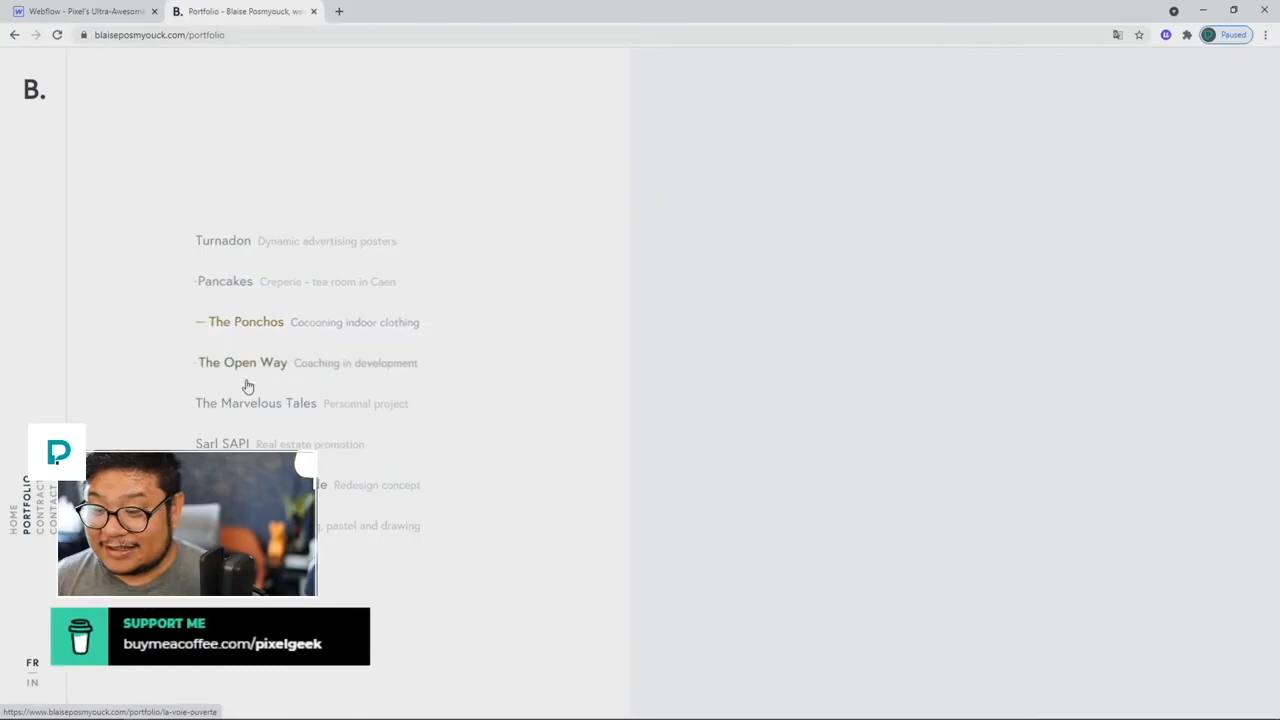 Webflow - Pixel's Ultra-Awesome
B. Portfolio - Blaise Posmyouck, we
blaiseposmyouck.com/portfolio
Paused
B.
Turnadon Dynamic advertising posters
Pancakes Creperie - tea room in Caen
The Ponchos Cocooning indoor clothing
The Open Way Coaching in development
The Marvelous Tales Personnal project
Sarl SAPI Real estate promotion
Redesign concept
pastel and drawing
HOME
PORTFOLIO
CONTRACT
CONTACT
SUPPORT ME
buymeacoffee.com/pixelgeek
FR
IN
https://www.blaiseposmyouck.com/portfolio/la-voie-ouverte